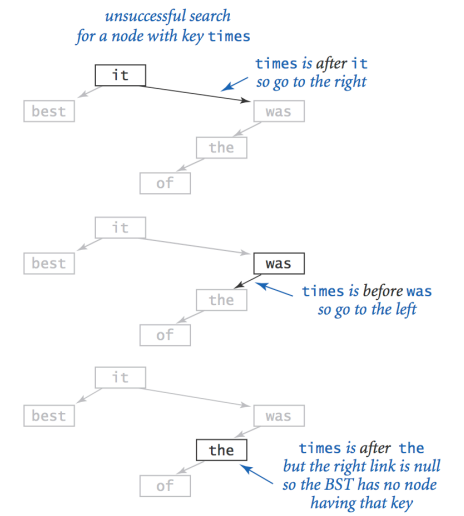 unsuccessful search
for a node with key times
it
times is after it
so go to the right
best
was
the
of
it
best
was
the
times is before was
so go to the left
of
it
best
was
the
times is after the
but the right link is null
of
so the BST has no node
having that key